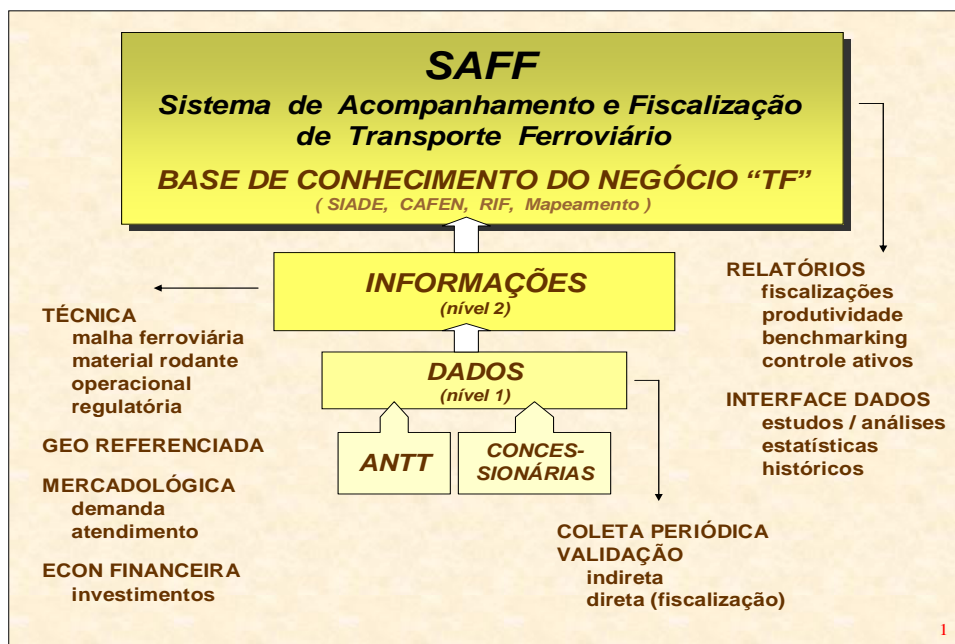 SAFF
Sistema de Acompanhamento e Fiscalização
de Transporte Ferroviário
BASE DE CONHECIMENTO DO NEGÓCIO “TF”
( SIADE, CAFEN, RIF, Mapeamento )
INFORMAÇÕES
(nível 2)
DADOS
(nível 1)
ANTT
CONCES-
SIONÁRIAS
TÉCNICA
malha ferroviária
material rodante
operacional
regulatória
GEO REFERENCIADA
MERCADOLÓGICA
demanda
atendimento
ECON FINANCEIRA
investimentos
RELATÓRIOS
fiscalizações
produtividade
benchmarking
controle ativos
INTERFACE DADOS
estudos / análises
estatísticas
históricos
COLETA PERIÓDICA
VALIDAÇÃO
indireta
direta (fiscalização)
1